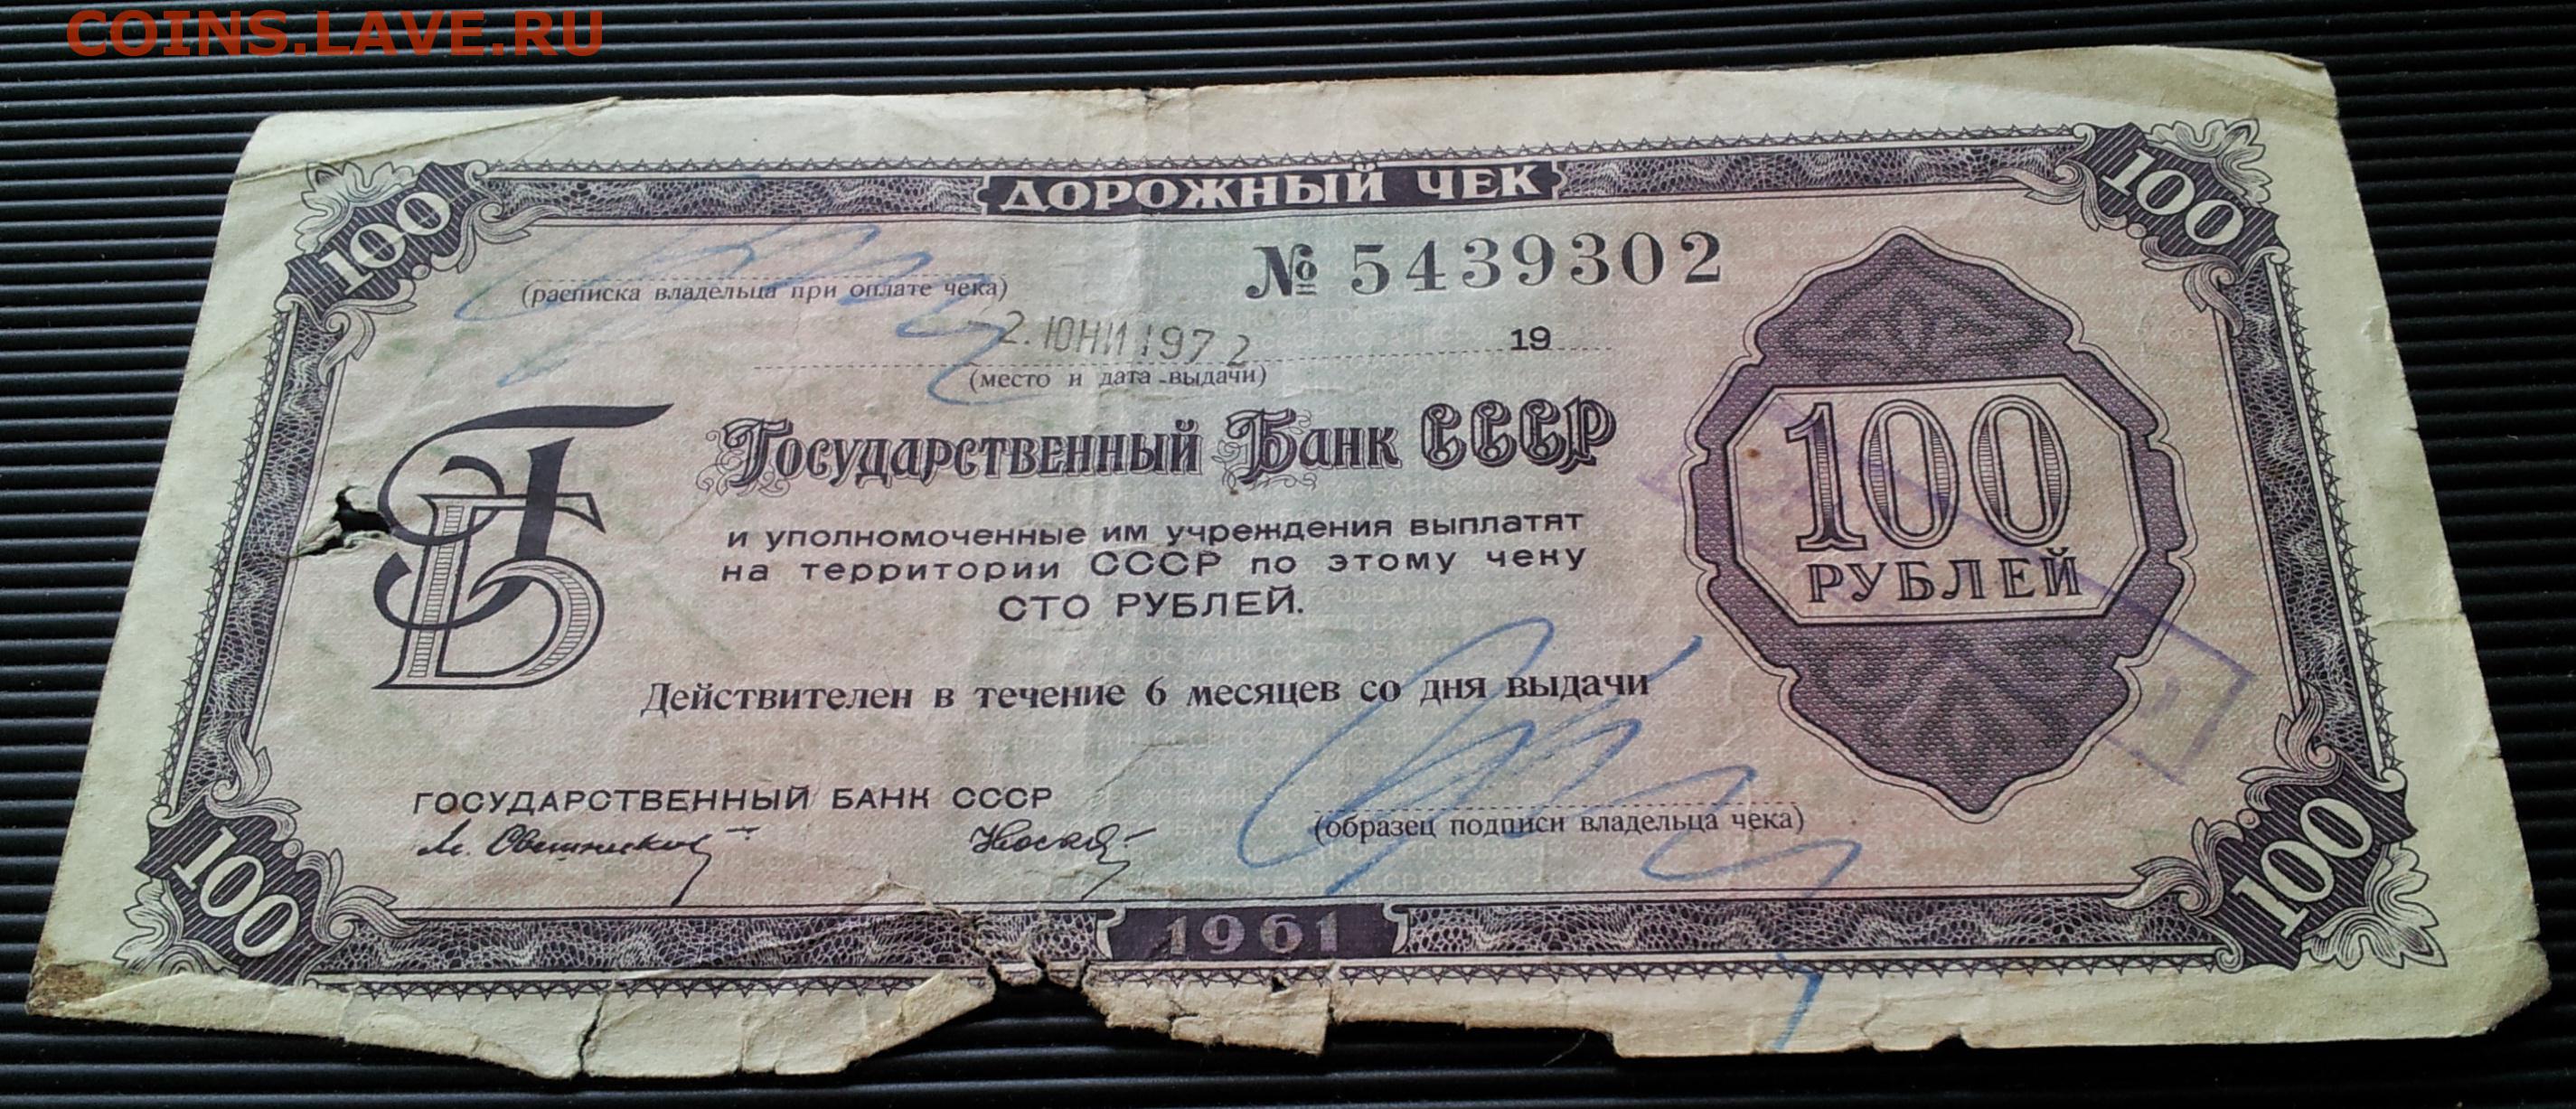 COINS.LAVE.RU
100
ДОРОЖНЫЙ ЧЕК
100
№ 5439302
(расписка владельца при оплате чека)
2. ЮНИ 1972
19
(место и дата выдачи)
ГБ
Государственный Банк СССР
и уполномоченные им учреждения выплатят
на территории СССР по этому чеку
СТО РУБЛЕЙ.
100
РУБЛЕЙ
Действителен в течение 6 месяцев со дня выдачи
ГОСУДАРСТВЕННЫЙ БАНК СССР
(образец подписи владельца чека)
100
1961
100